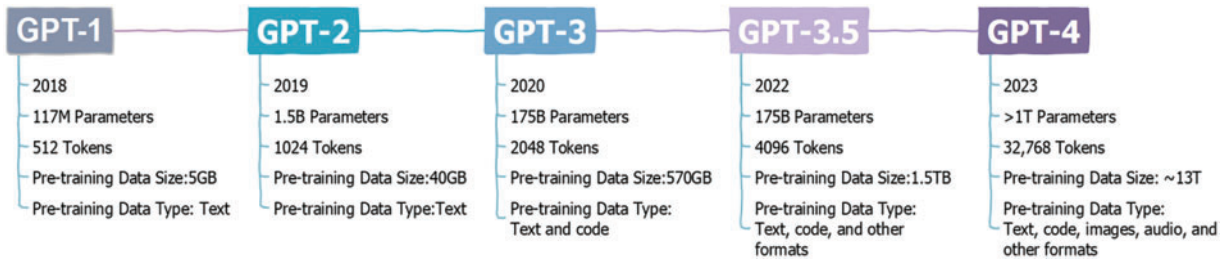 GPT-1
2018
117M Parameters
512 Tokens
Pre-training Data Size:5GB
Pre-training Data Type: Text
GPT-2
2019
1.5B Parameters
1024 Tokens
Pre-training Data Size:40GB
Pre-training Data Type:Text
GPT-3
2020
175B Parameters
2048 Tokens
Pre-training Data Size:570GB
Pre-training Data Type:
Text and code
GPT-3.5
2022
175B Parameters
4096 Tokens
Pre-training Data Size:1.5TB
Pre-training Data Type:
Text, code, and other
formats
GPT-4
2023
>1T Parameters
32,768 Tokens
Pre-training Data Size: ~13T
Pre-training Data Type:
Text, code, images, audio, and
other formats